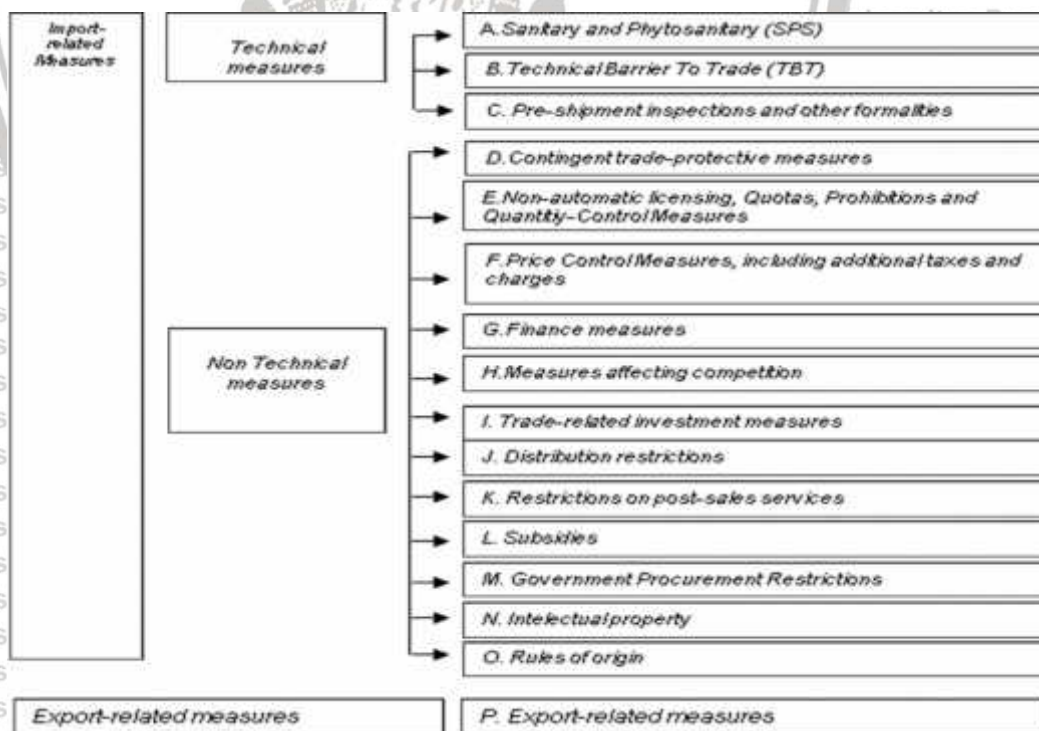 Import-
related
Measures
Technical
measures
A.Sanitary and Phytosanitary (SPS)
B.Technical Barrier To Trade (TBT)
C. Pre-shipment inspections and other formalities
D.Contingent trade-protective measures
E.Non-automatic licensing, Quotas, Prohibitions and
Quantitiy-Control Measures
F.Price Control Measures, including additional taxes and
charges
Non Technical
measures
G.Finance measures
H.Measures affecting competition
I. Trade-related investment measures
J. Distribution restrictions
K. Restrictions on post-sales services
L. Subsidies
M. Government Procurement Restrictions
N. Intelectual property
O. Rules of origin
Export-related measures
P. Export-related measures